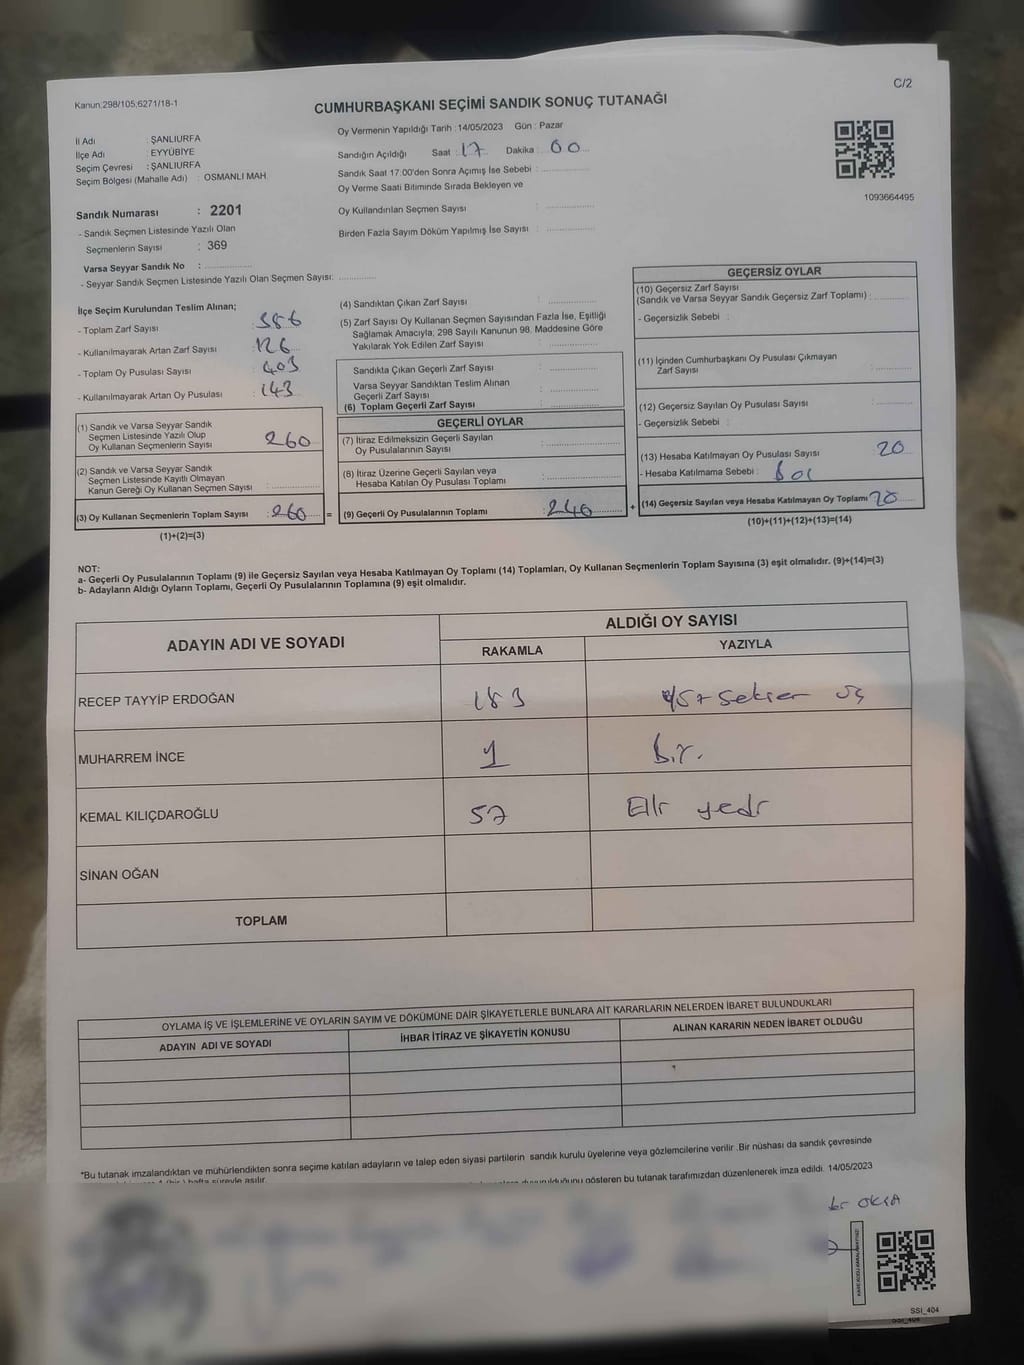 Kanun:298/105;6271/18-1
C/2
CUMHURBAŞKANI SEÇİMİ SANDIK SONUÇ TUTANAĞI
İl Adı : ŞANLIURFA
İlçe Adı : EYYÜBİYE
Seçim Çevresi : ŞANLIURFA
Seçim Bölgesi (Mahalle Adı) : OSMANLI MAH.
Oy Vermenin Yapıldığı Tarih :14/05/2023 Gün : Pazar
Sandığın Açıldığı Saat : 17 Dakika : 00
Sandık Saat 17.00'den Sonra Açımış İse Sebebi :
Oy Verme Saati Bitiminde Sırada Bekleyen ve
Oy Kullandırılan Seçmen Sayısı :
Birden Fazla Sayım Döküm Yapılmış İse Sayısı :
1093664495
Sandık Numarası : 2201
- Sandık Seçmen Listesinde Yazılı Olan
Seçmenlerin Sayısı : 369
Varsa Seyyar Sandık No :
- Seyyar Sandık Seçmen Listesinde Yazılı Olan Seçmen Sayısı:
İlçe Seçim Kurulundan Teslim Alınan;
- Toplam Zarf Sayısı : 386
- Kullanılmayarak Artan Zarf Sayısı : 126
- Toplam Oy Pusulası Sayısı : 403
- Kullanılmayarak Artan Oy Pusulası : 143
(1) Sandık ve Varsa Seyyar Sandık
Seçmen Listesinde Yazılı Olup
Oy Kullanan Seçmenlerin Sayısı : 260
(2) Sandık ve Varsa Seyyar Sandık
Seçmen Listesinde Kayıtlı Olmayan
Kanun Gereği Oy Kullanan Seçmen Sayısı :
(3) Oy Kullanan Seçmenlerin Toplam Sayısı : 260 =
(1)+(2)=(3)
(4) Sandıktan Çıkan Zarf Sayısı :
(5) Zarf Sayısı Oy Kullanan Seçmen Sayısından Fazla İse, Eşitliği
Sağlamak Amacıyla; 298 Sayılı Kanunun 98. Maddesine Göre
Yakılarak Yok Edilen Zarf Sayısı :
Sandıkta Çıkan Geçerli Zarf Sayısı :
Varsa Seyyar Sandıktan Teslim Alınan
Geçerli Zarf Sayısı :
(6) Toplam Geçerli Zarf Sayısı :
GEÇERLİ OYLAR
(7) İtiraz Edilmeksizin Geçerli Sayılan
Oy Pusulalarının Sayısı :
(8) İtiraz Üzerine Geçerli Sayılan veya
Hesaba Katılan Oy Pusulası Toplamı :
(9) Geçerli Oy Pusulalarının Toplamı : 240 +
GEÇERSİZ OYLAR
(10) Geçersiz Zarf Sayısı
(Sandık ve Varsa Seyyar Sandık Geçersiz Zarf Toplamı) :
- Geçersizlik Sebebi :
(11) İçinden Cumhurbaşkanı Oy Pusulası Çıkmayan
Zarf Sayısı :
(12) Geçersiz Sayılan Oy Pusulası Sayısı :
- Geçersizlik Sebebi :
(13) Hesaba Katılmayan Oy Pusulası Sayısı : 20
- Hesaba Katılmama Sebebi :
(14) Geçersiz Sayılan veya Hesaba Katılmayan Oy Toplamı : 20
(10)+(11)+(12)+(13)=(14)
NOT:
a- Geçerli Oy Pusulalarının Toplamı (9) ile Geçersiz Sayılan veya Hesaba Katılmayan Oy Toplamı (14) Toplamları, Oy Kullanan Seçmenlerin Toplam Sayısına (3) eşit olmalıdır. (9)+(14)=(3)
b- Adayların Aldığı Oyların Toplamı, Geçerli Oy Pusulalarının Toplamına (9) eşit olmalıdır.
ADAYIN ADI VE SOYADI
ALDIĞI OY SAYISI
RAKAMLA YAZIYLA
RECEP TAYYİP ERDOĞAN 183 yüz seksen üç
MUHARREM İNCE 1 bir
KEMAL KILIÇDAROĞLU 57 Elli yedi
SİNAN OĞAN
TOPLAM
OYLAMA İŞ VE İŞLEMLERİNE VE OYLARIN SAYIM VE DÖKÜMÜNE DAİR ŞİKAYETLERLE BUNLARA AİT KARARLARIN NELERDEN İBARET BULUNDUKLARI
ADAYIN ADI VE SOYADI İHBAR İTİRAZ VE ŞİKAYETİN KONUSU ALINAN KARARIN NEDEN İBARET OLDUĞU
*Bu tutanak imzalandıktan ve mühürlendikten sonra seçime katılan adayların ve talep eden siyasi partilerin sandık kurulu üyelerine veya gözlemcilerine verilir .Bir nüshası da sandık çevresinde
hafta süreyle asılır.
duyurulduğunu gösteren bu tutanak tarafımızdan düzenlenerek imza edildi. 14/05/2023
SSI_404
SSI_404